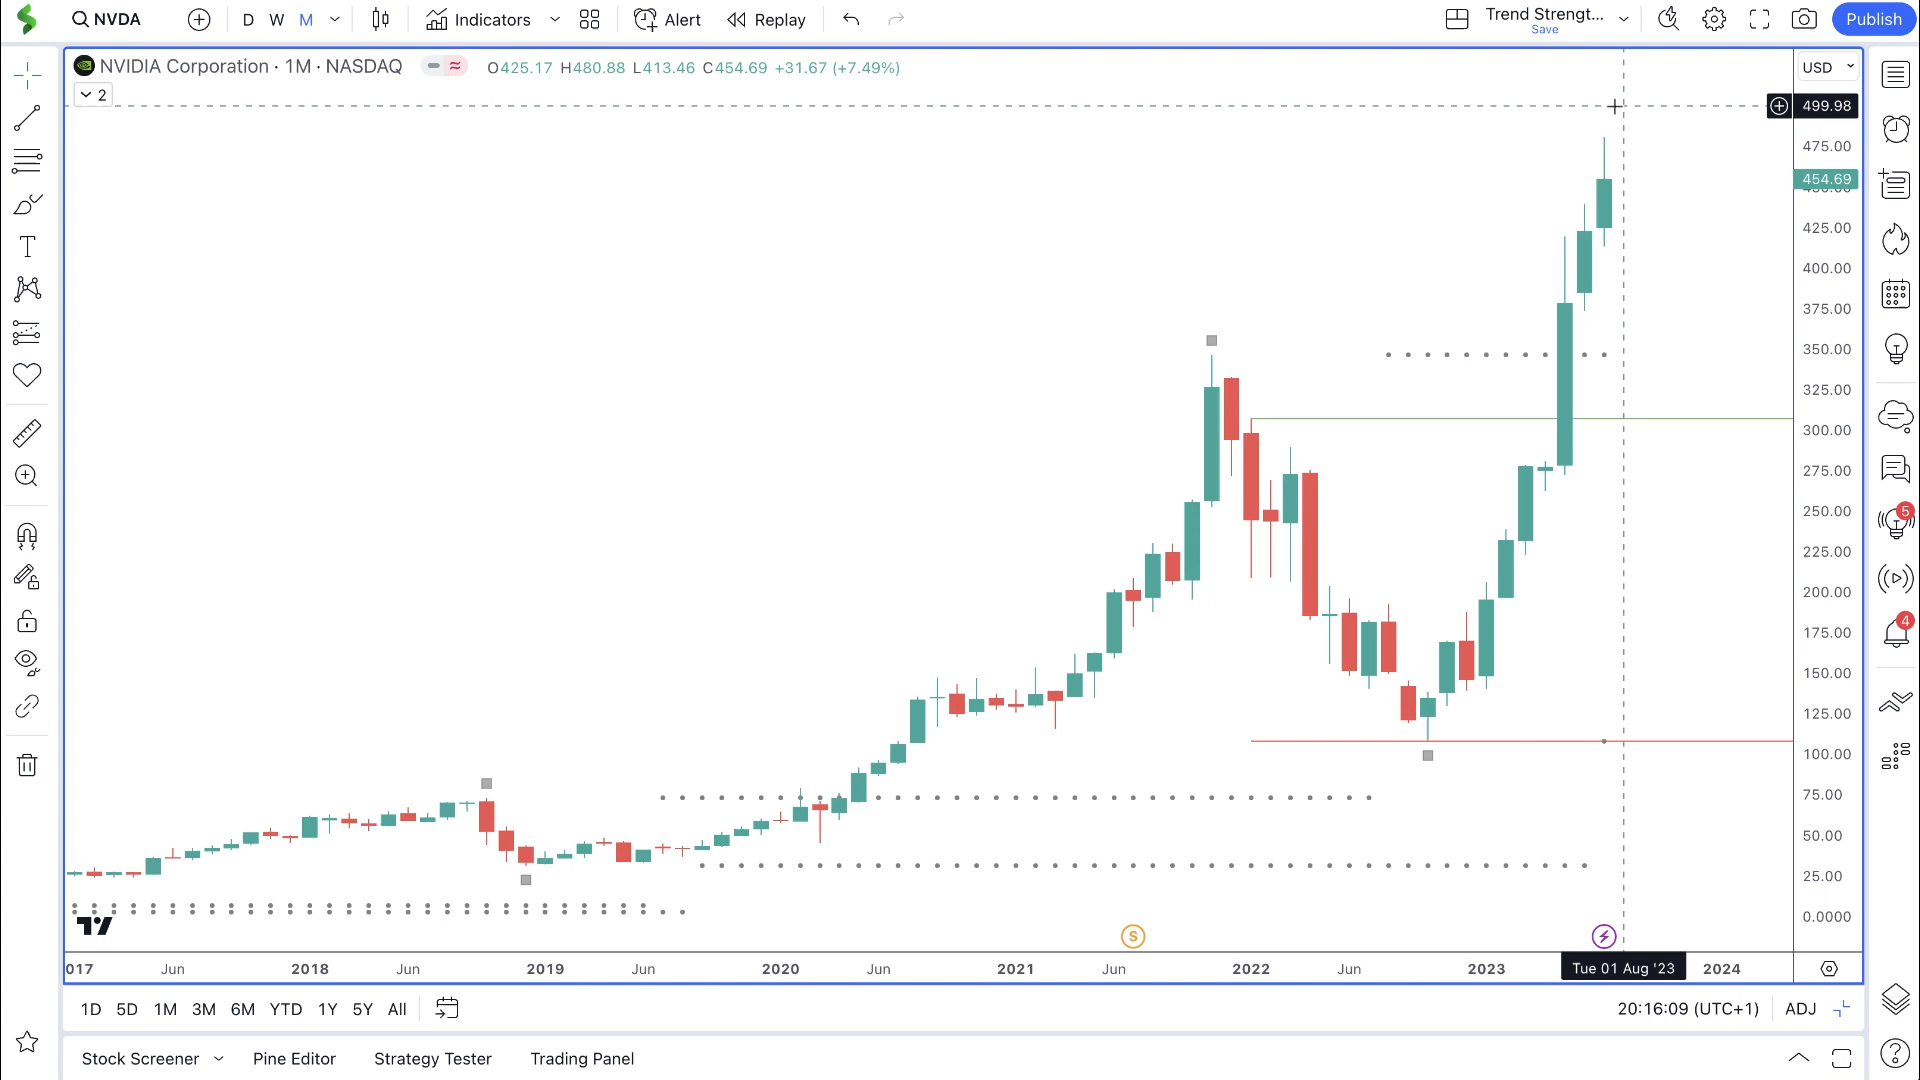 NVDA
D W M
Indicators
Alert
Replay
Trend Strengt...
Save
Publish
NVIDIA Corporation · 1M · NASDAQ
O425.17 H480.88 L413.46 C454.69 +31.67 (+7.49%)
USD
2
499.98
475.00
454.69
425.00
400.00
375.00
350.00
325.00
300.00
275.00
250.00
225.00
200.00
175.00
150.00
125.00
100.00
75.00
50.00
25.00
0.0000
5
4
S
017 Jun 2018 Jun 2019 Jun 2020 Jun 2021 Jun 2022 Jun 2023 Tue 01 Aug '23 2024
1D 5D 1M 3M 6M YTD 1Y 5Y All
20:16:09 (UTC+1) ADJ
Stock Screener Pine Editor Strategy Tester Trading Panel